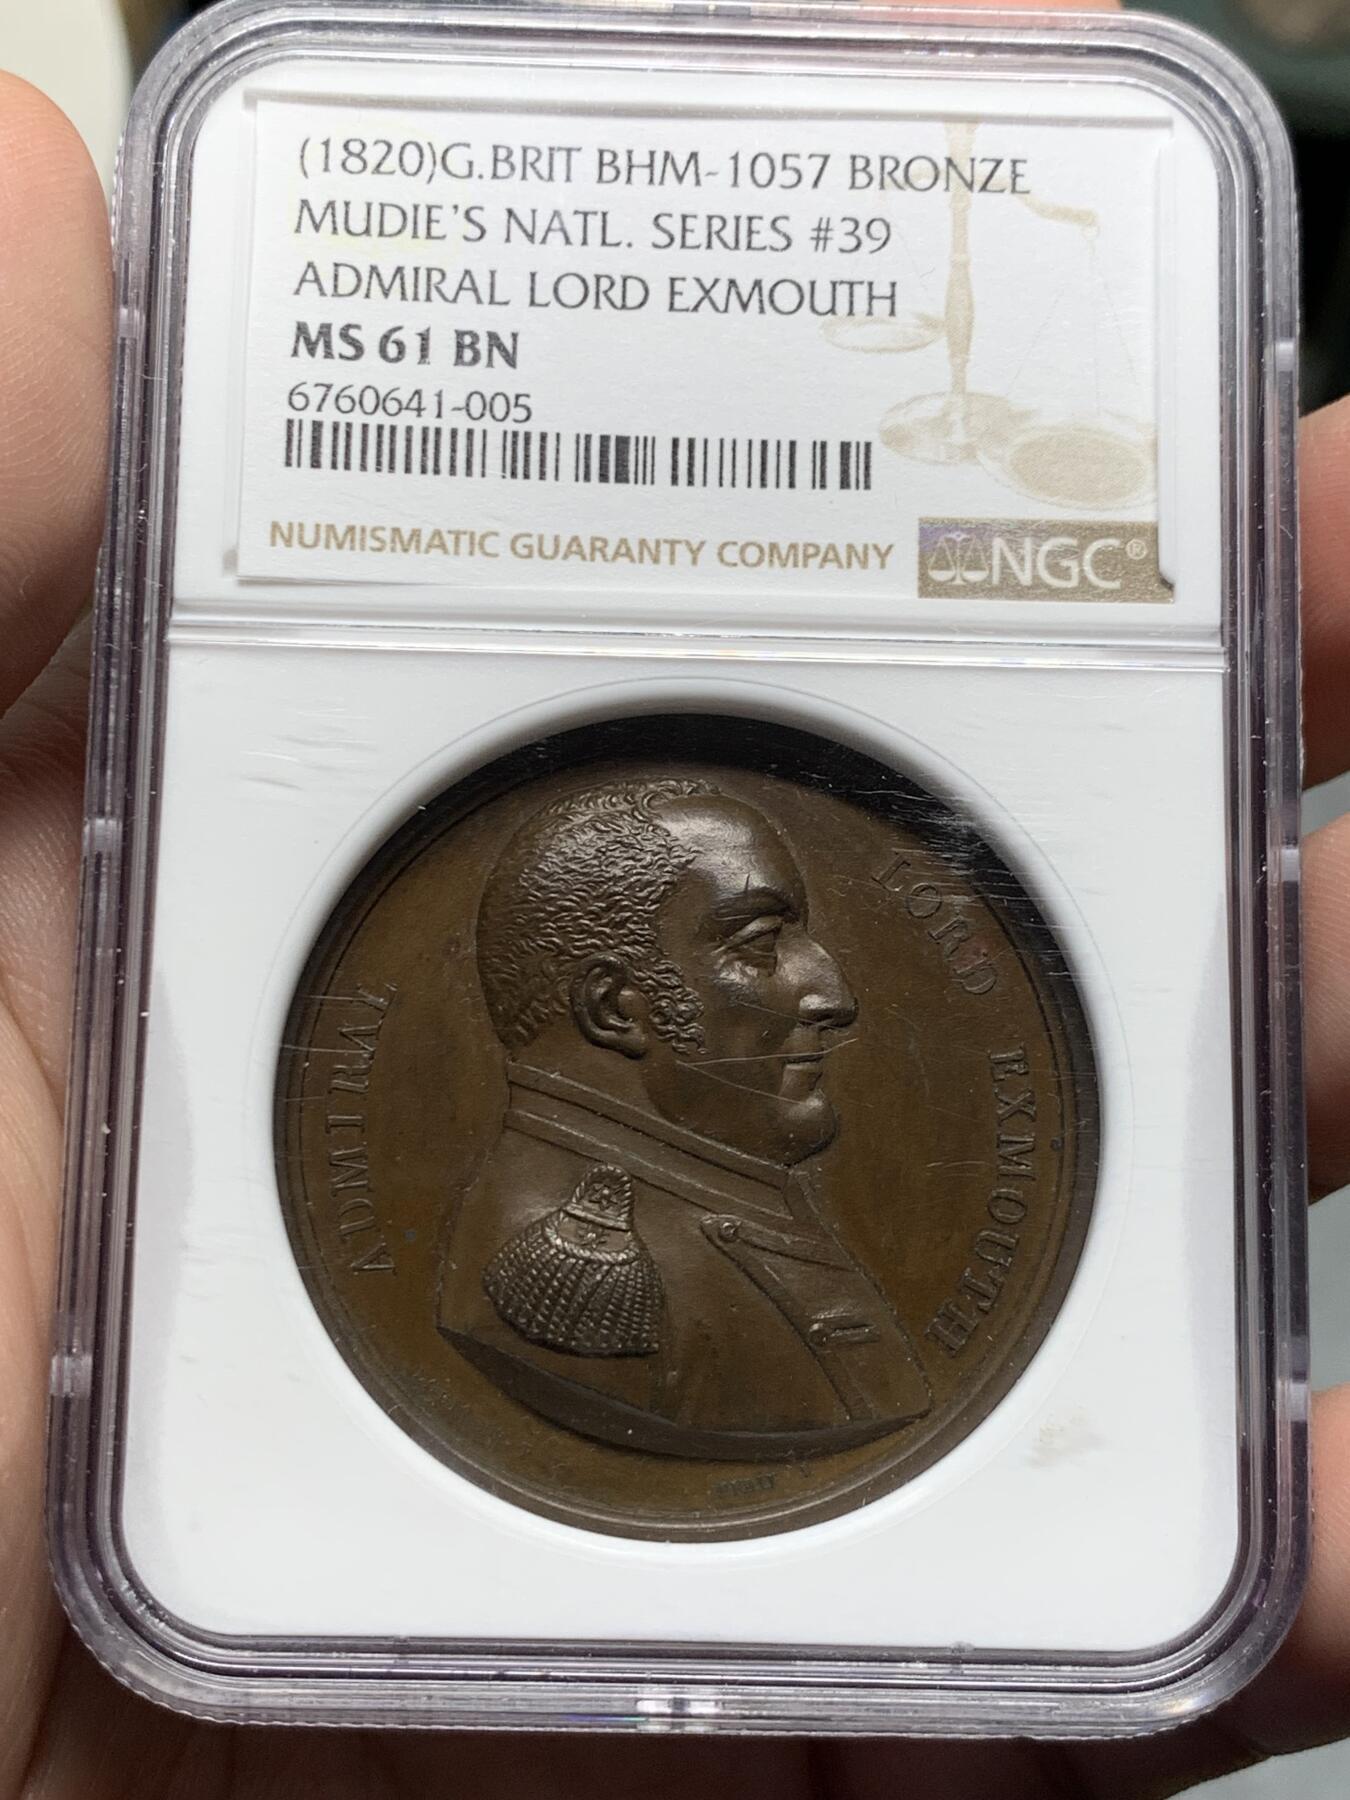 (1820)G.BRIT BHM-1057 BRONZE
MUDIE'S NATL. SERIES #39
ADMIRAL LORD EXMOUTH
MS 61 BN
6760641-005
NUMISMATIC GUARANTY COMPANY
NGC®
ADMIRAL LORD EXMOUTH